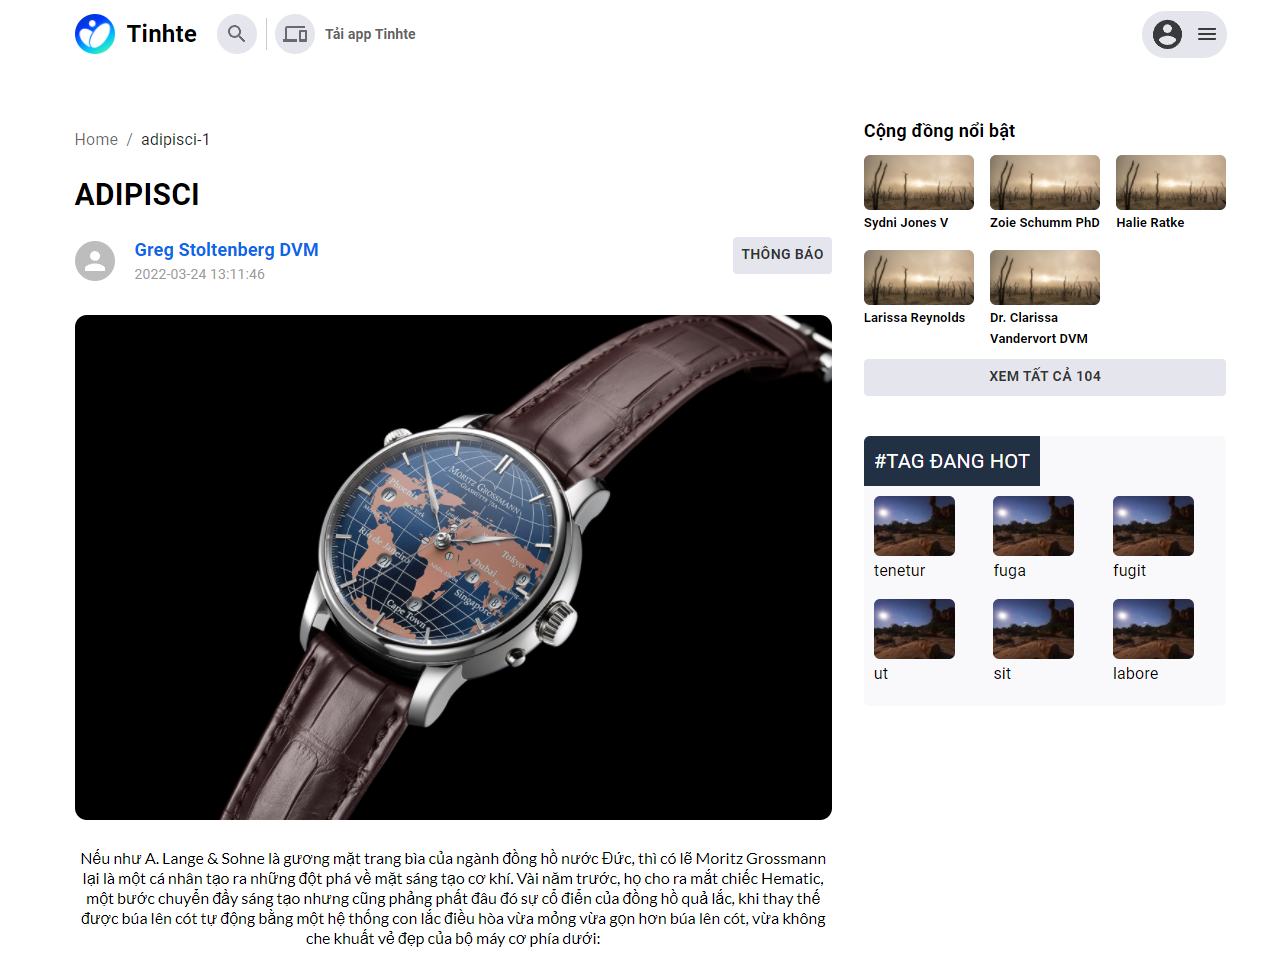 Tinhte
Tải app Tinhte
Home / adipisci-1
ADIPISCI
Greg Stoltenberg DVM
2022-03-24 13:11:46
THÔNG BÁO
MORITZ GROSSMANN
GLASHÜTTE I/SA
Phoenix
New York
London
Rio de Janeiro
Cape Town
Dubai
Singapore
Tokyo
Nếu như A. Lange & Sohne là gương mặt trang bìa của ngành đồng hồ nước Đức, thì có lẽ Moritz Grossmann
lại là một cá nhân tạo ra những đột phá về mặt sáng tạo cơ khí. Vài năm trước, họ cho ra mắt chiếc Hematic,
một bước chuyển đầy sáng tạo nhưng cũng phảng phất đâu đó sự cổ điển của đồng hồ quả lắc, khi thay thế
được búa lên cót tự động bằng một hệ thống con lắc điều hòa vừa mỏng vừa gọn hơn búa lên cót, vừa không
che khuất vẻ đẹp của bộ máy cơ phía dưới:
Cộng đồng nổi bật
Sydni Jones V
Zoie Schumm PhD
Halie Ratke
Larissa Reynolds
Dr. Clarissa
Vandervort DVM
XEM TẤT CẢ 104
#TAG ĐANG HOT
tenetur
fuga
fugit
ut
sit
labore